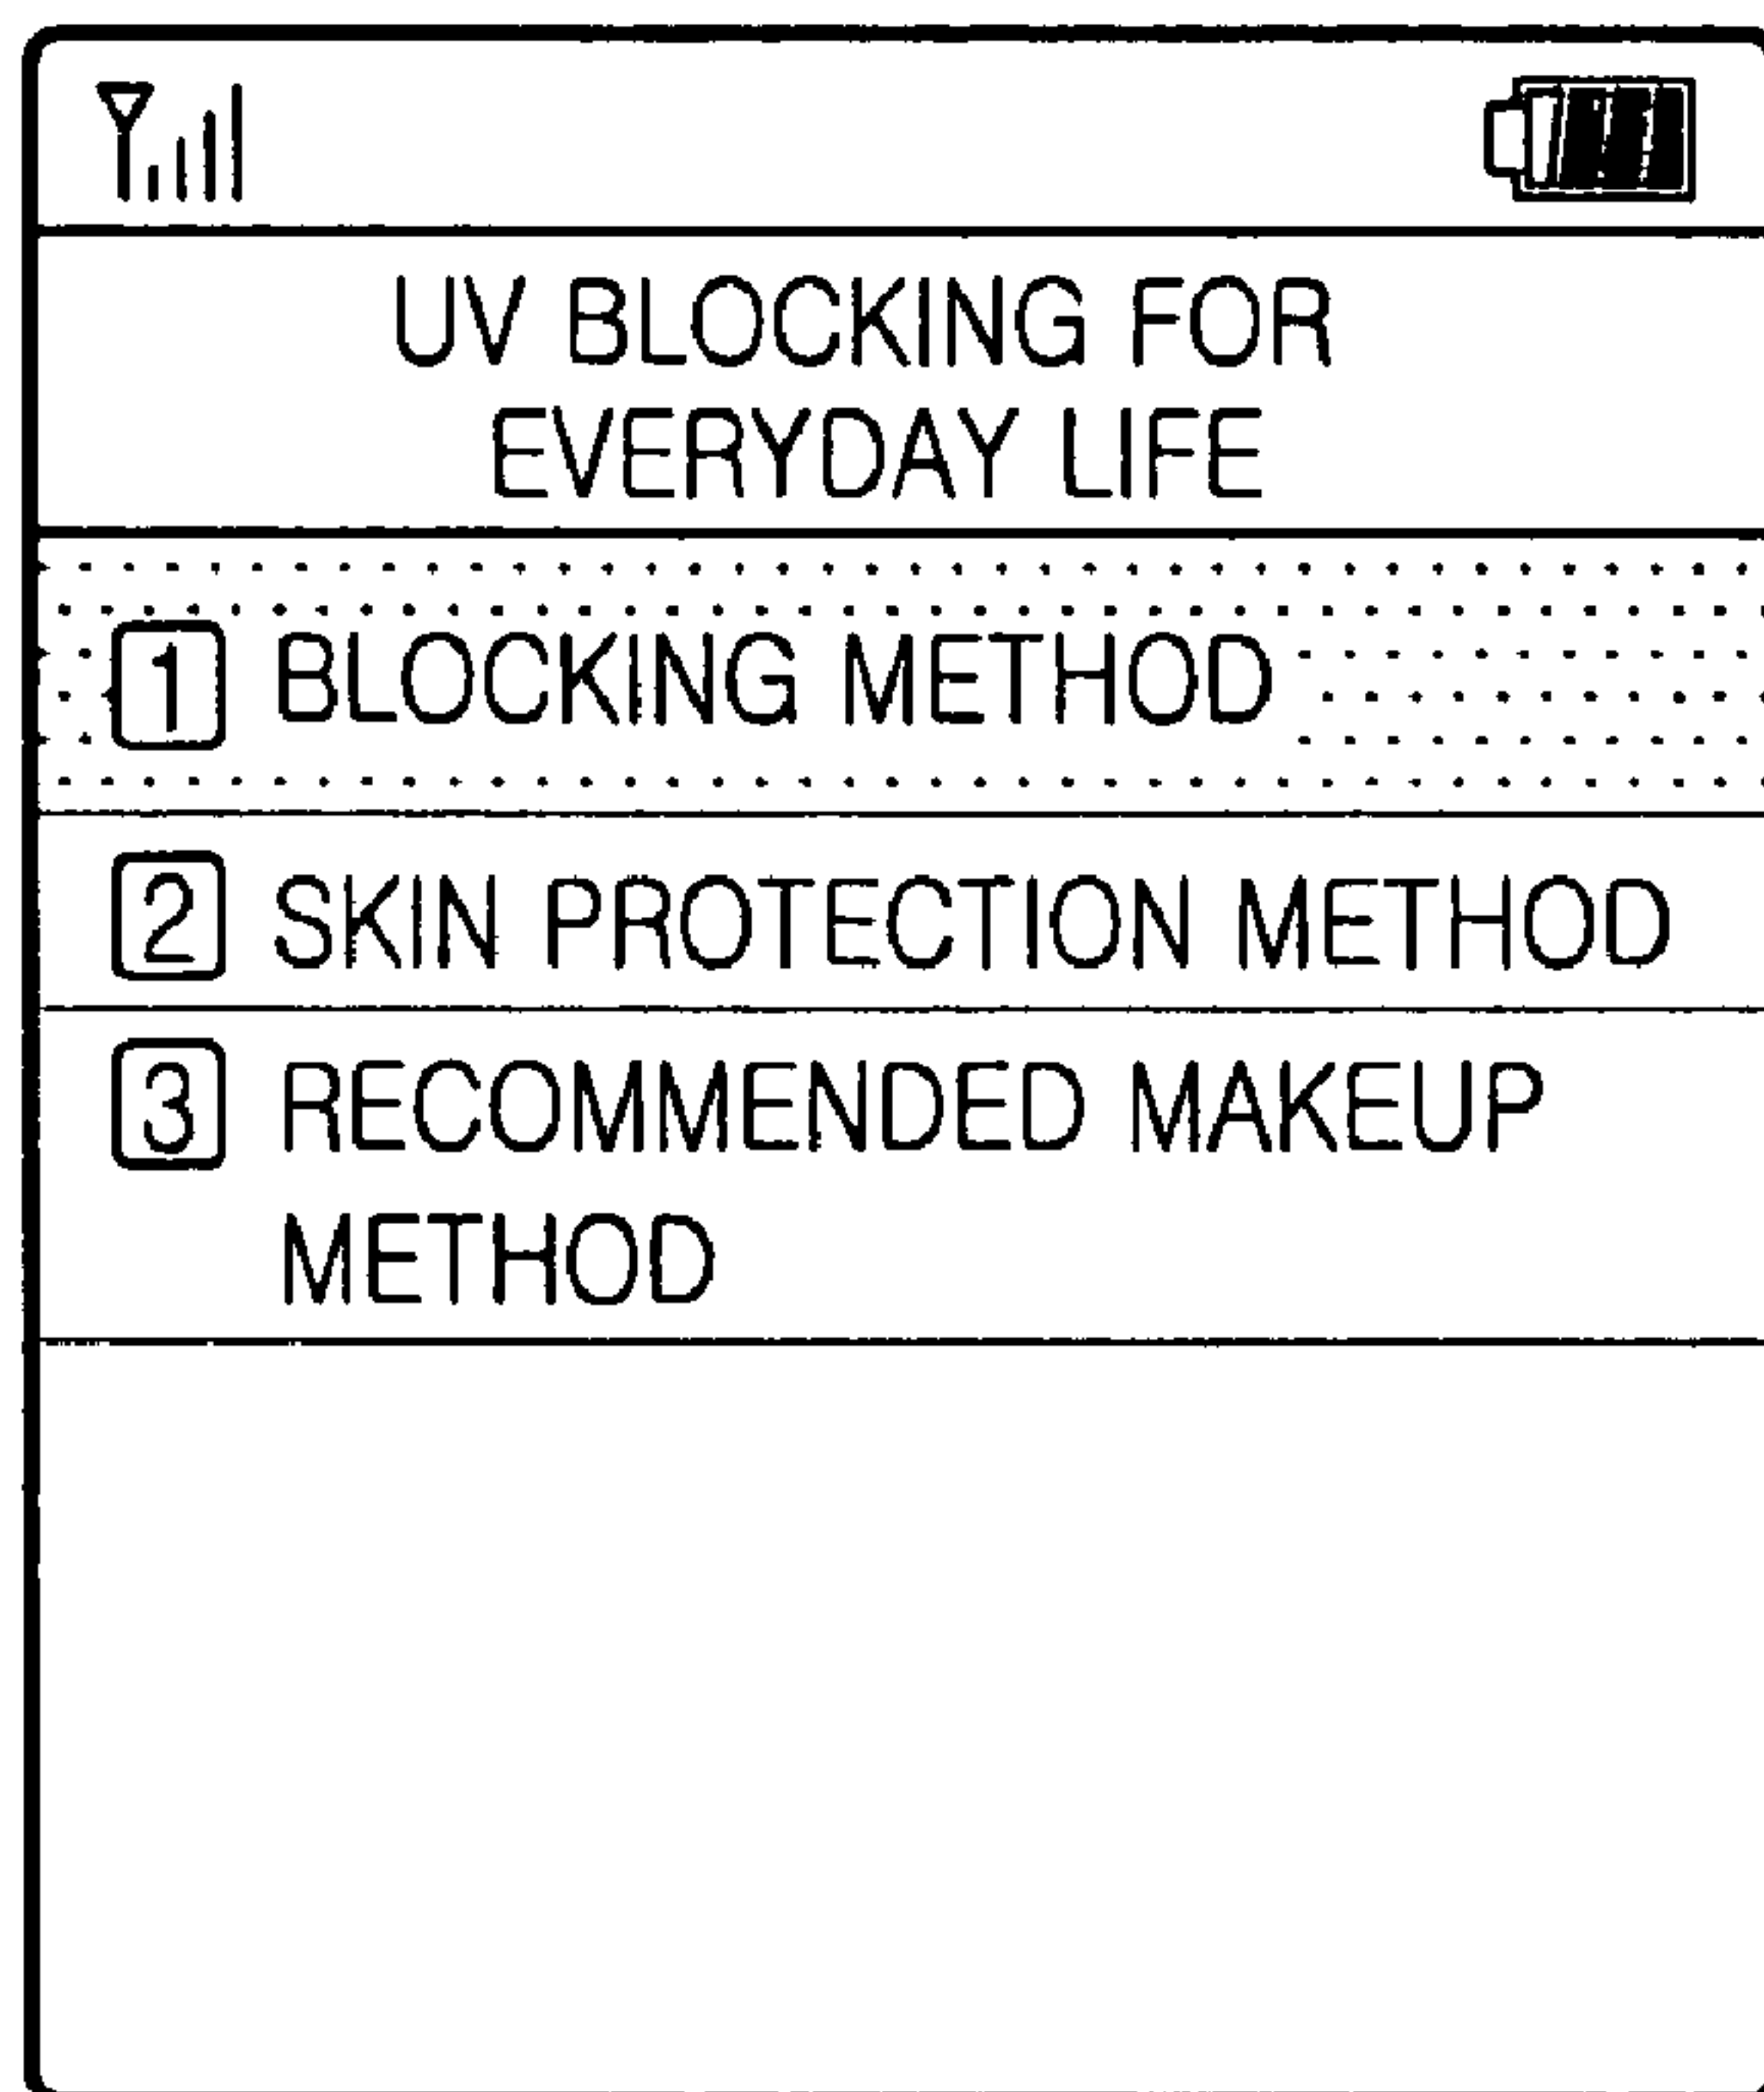 UV BLOCKING FOR
EVERYDAY LIFE
1 BLOCKING METHOD
2 SKIN PROTECTION METHOD
3 RECOMMENDED MAKEUP
METHOD